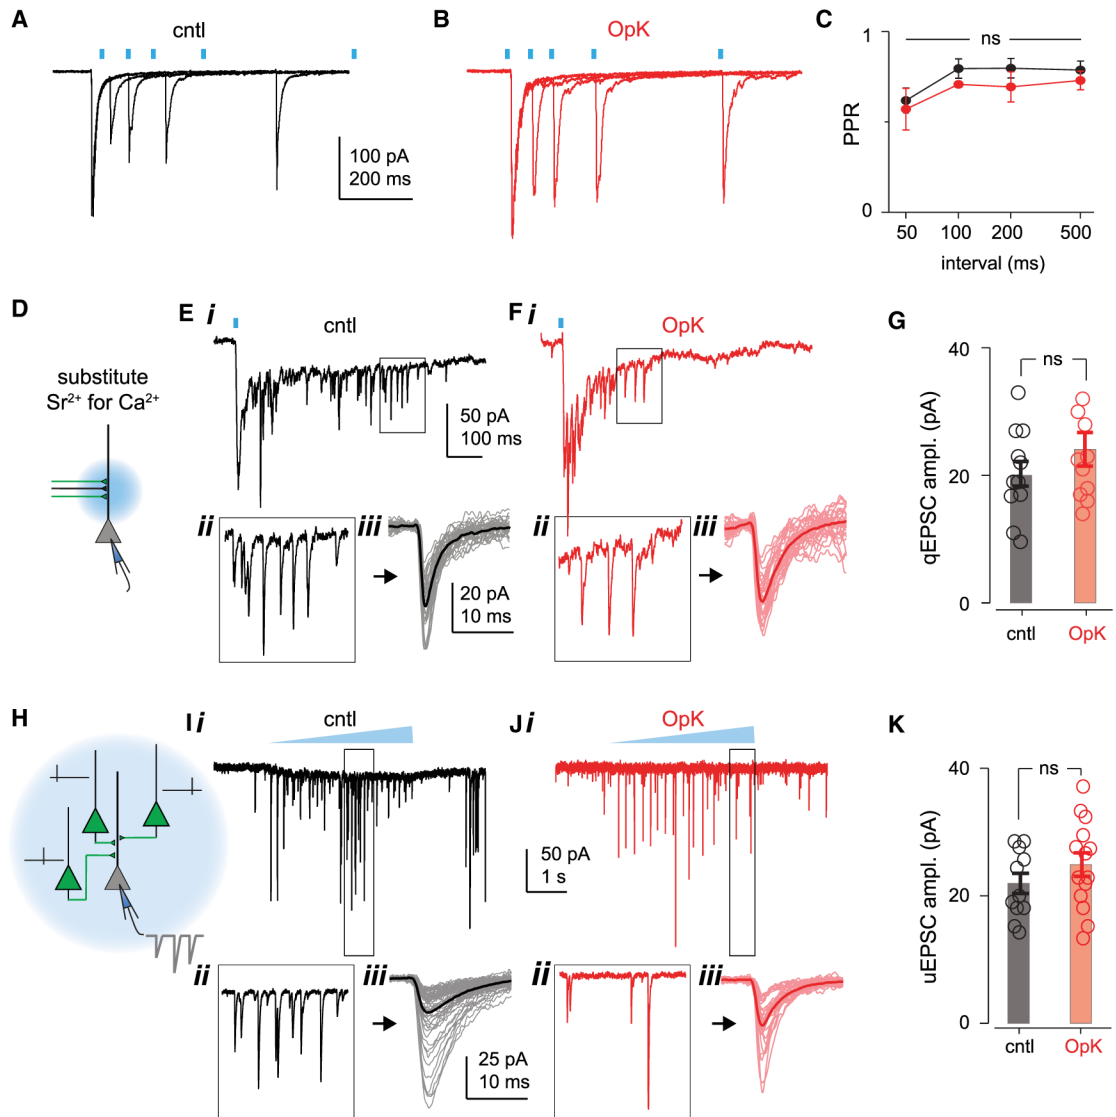 A
cntl
100 pA
200 ms
B
OpK
C
ns
1
PPR
0
50 100 200 500
interval (ms)
D
substitute
Sr²⁺ for Ca²⁺
E
i
cntl
50 pA
100 ms
ii
iii
20 pA
10 ms
F
i
OpK
ii
iii
G
40
ns
qEPSC ampl. (pA)
20
0
cntl OpK
H
I
i
cntl
ii
iii
25 pA
10 ms
J
i
OpK
50 pA
1 s
ii
iii
K
40
ns
uEPSC ampl. (pA)
20
0
cntl OpK